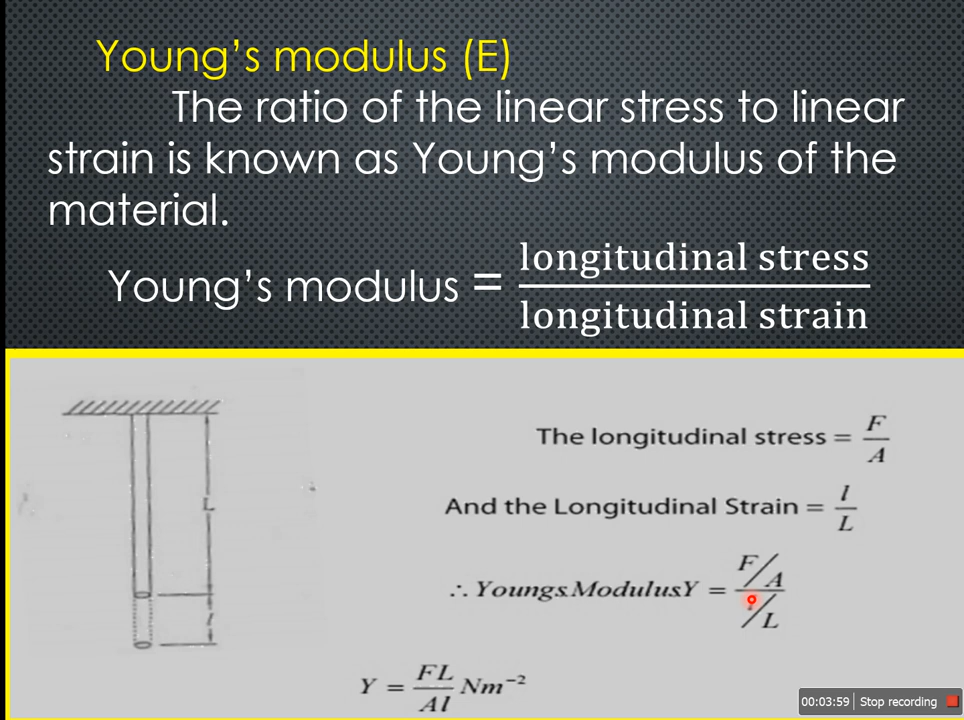 Young's modulus (E)
The ratio of the linear stress to linear
strain is known as Young's modulus of the
material.
Young's modulus = longitudinal stress / longitudinal strain
L
l
The longitudinal stress = F / A
And the Longitudinal Strain = l / L
∴ Youngs.ModulusY = F/A / l/L
Y = FL / Al Nm⁻²
00:03:59 Stop recording